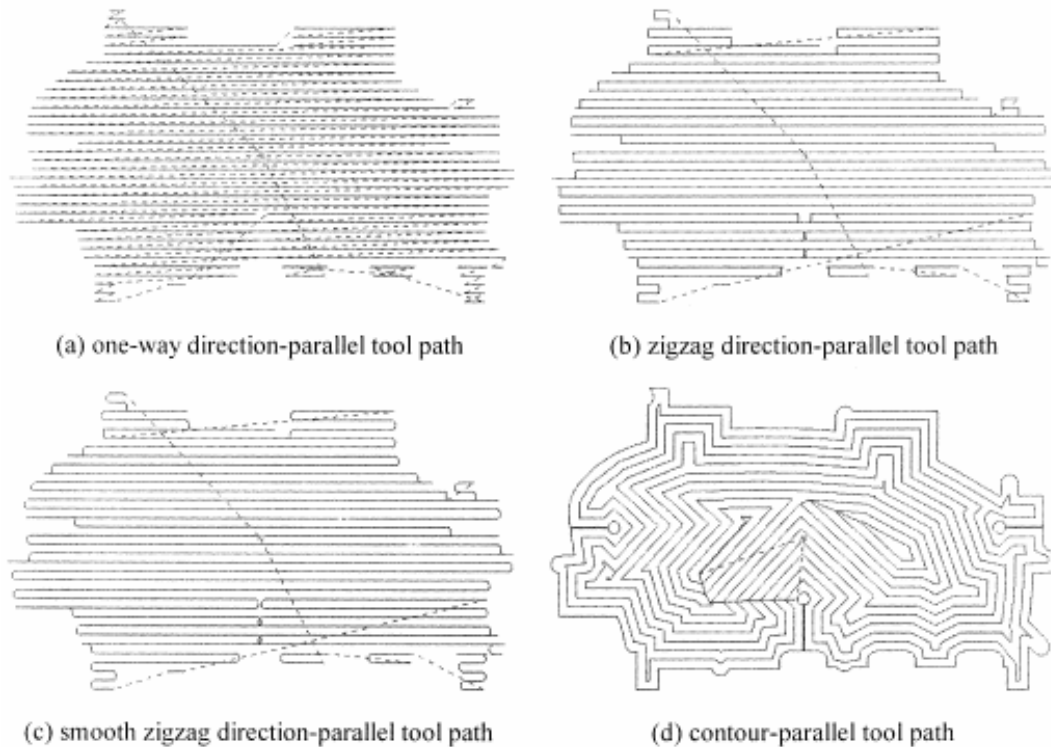 (a) one-way direction-parallel tool path
(b) zigzag direction-parallel tool path
(c) smooth zigzag direction-parallel tool path
(d) contour-parallel tool path